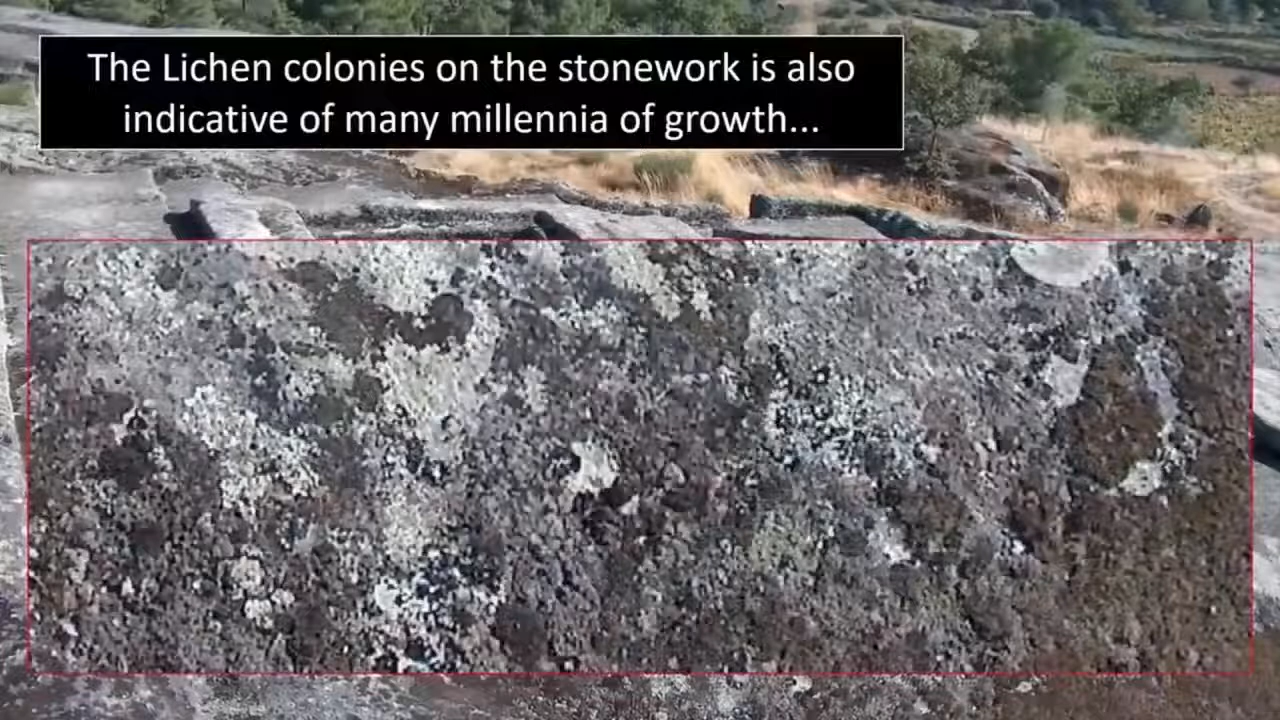 The Lichen colonies on the stonework is also
indicative of many millennia of growth...